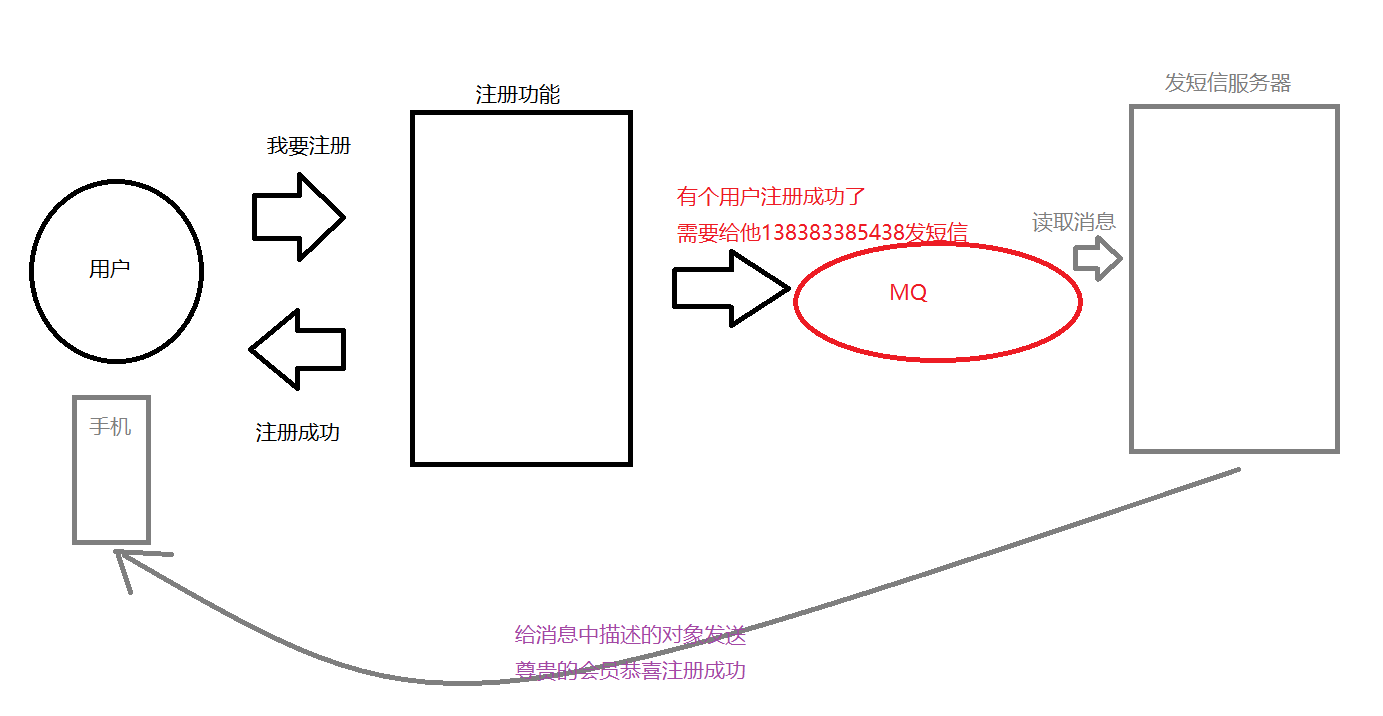 注册功能
发短信服务器
我要注册
有个用户注册成功了
需要给他138383385438发短信
读取消息
用户
MQ
手机
注册成功
给消息中描述的对象发送
尊贵的会员恭喜注册成功